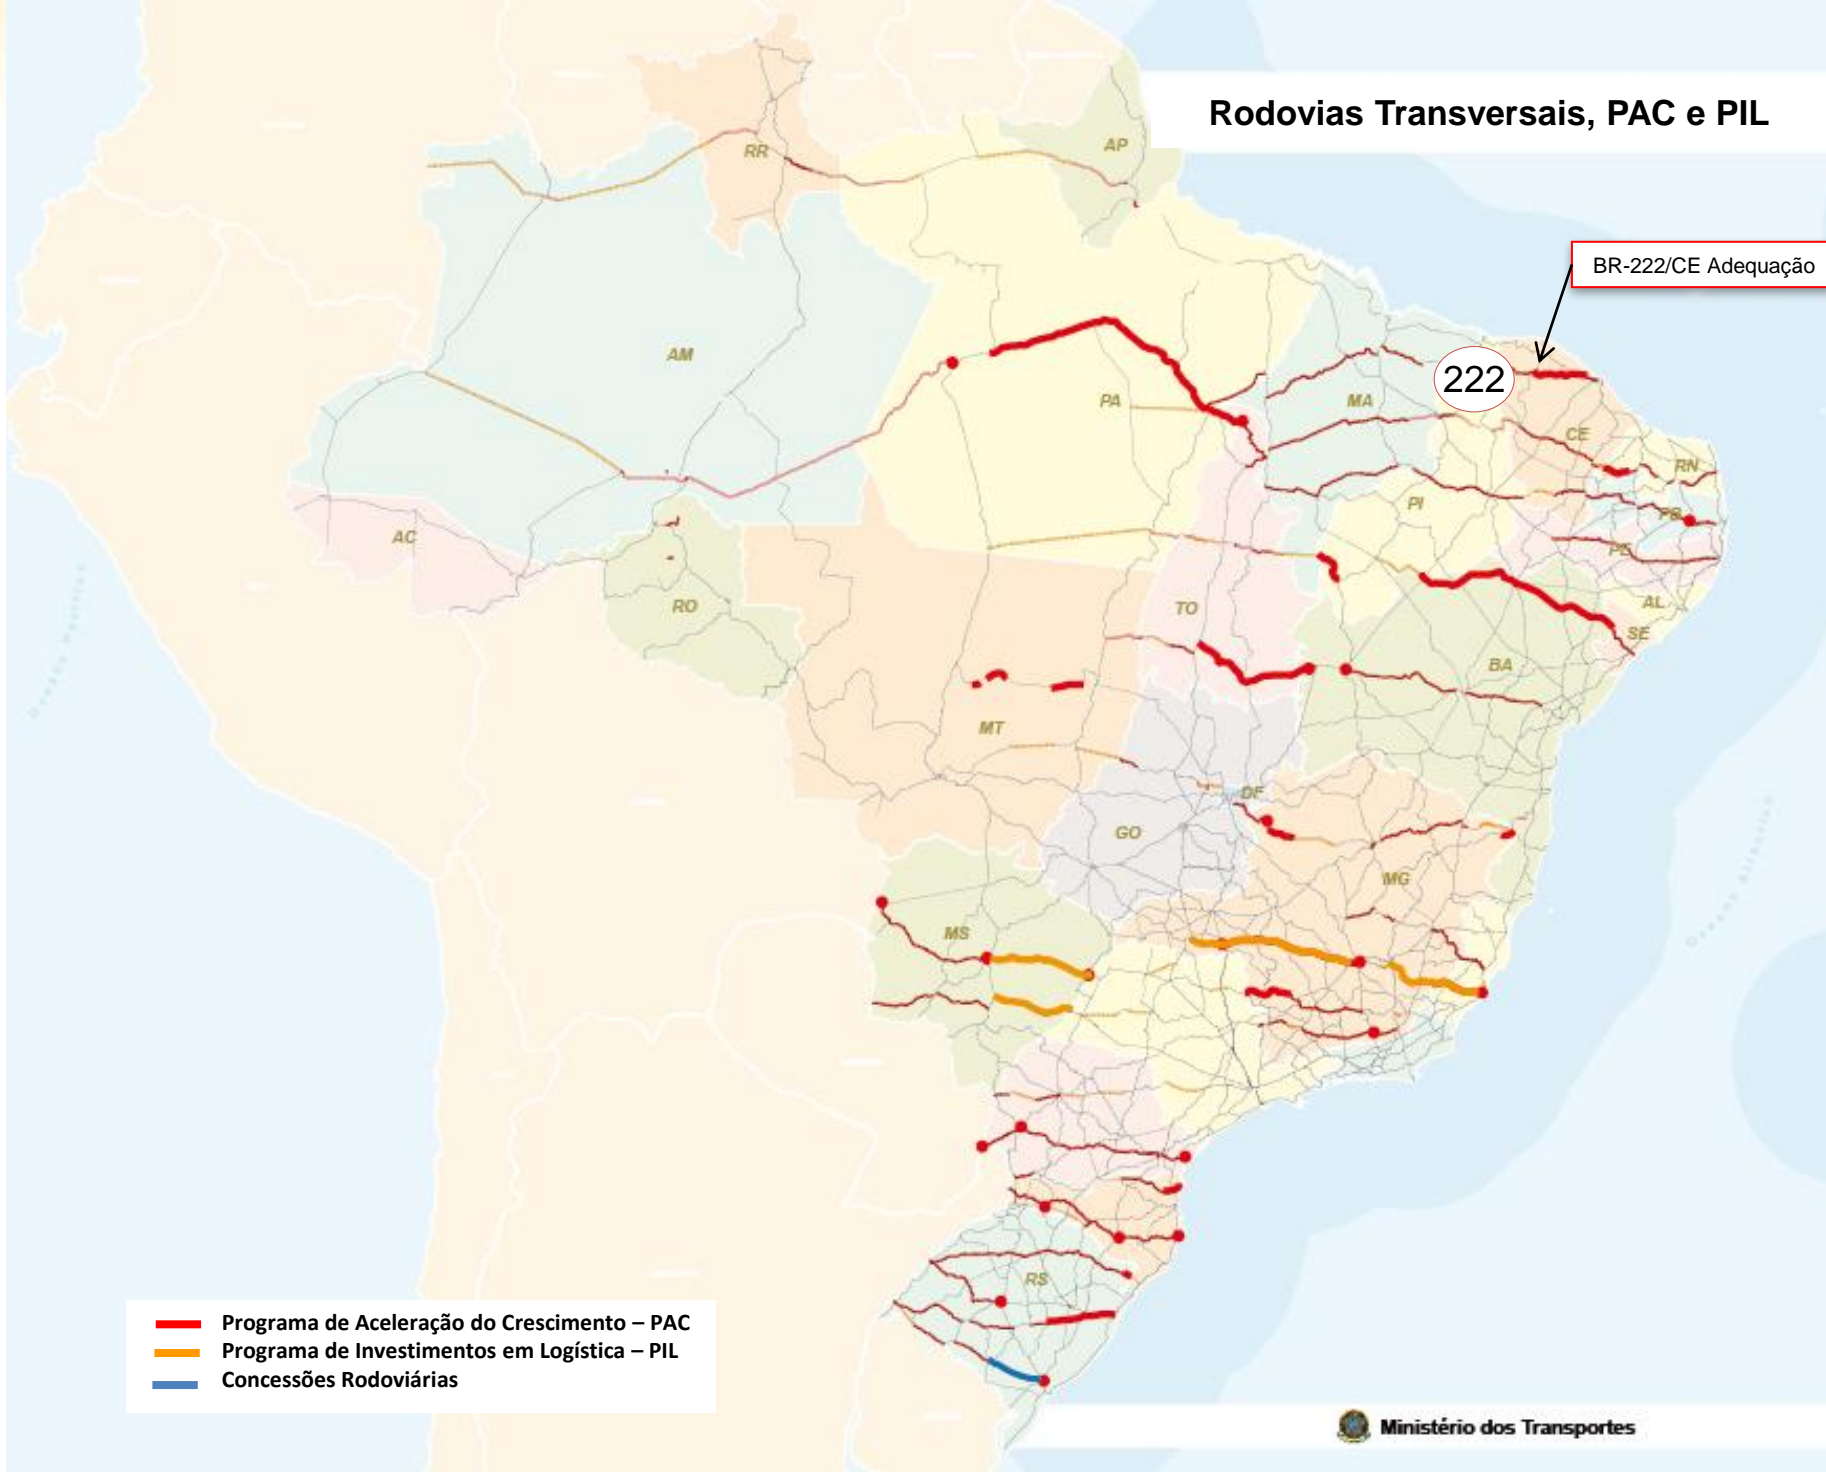 Rodovias Transversais, PAC e PIL
RR
AP
BR-222/CE Adequação
AM
222
PA
MA
CE
RN
PI
PB
AC
PE
RO
TO
AL
SE
BA
MT
DF
GO
MG
MS
RS
Programa de Aceleração do Crescimento – PAC
Programa de Investimentos em Logística – PIL
Concessões Rodoviárias
Ministério dos Transportes